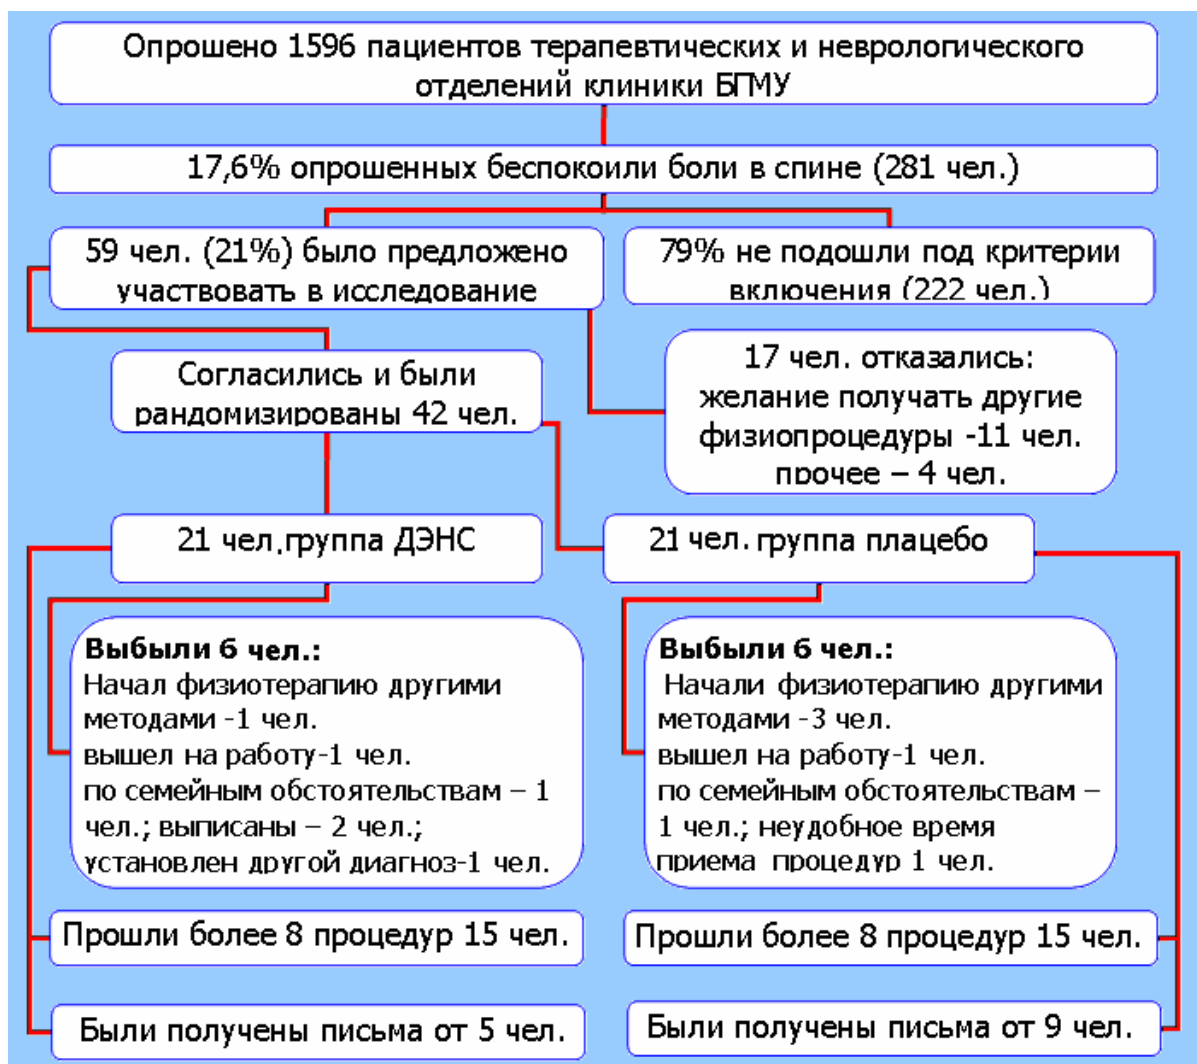 Опрошено 1596 пациентов терапевтических и неврологического
отделений клиники БГМУ
17,6% опрошенных беспокоили боли в спине (281 чел.)
59 чел. (21%) было предложено
участвовать в исследование
79% не подошли под критерии
включения (222 чел.)
Согласились и были
рандомизированы 42 чел.
17 чел. отказались:
желание получать другие
физиопроцедуры -11 чел.
прочее – 4 чел.
21 чел.группа ДЭНС
21 чел. группа плацебо
Выбыли 6 чел.:
Начал физиотерапию другими
методами -1 чел.
вышел на работу-1 чел.
по семейным обстоятельствам – 1
чел.; выписаны – 2 чел.;
установлен другой диагноз-1 чел.
Выбыли 6 чел.:
Начали физиотерапию другими
методами -3 чел.
вышел на работу-1 чел.
по семейным обстоятельствам –
1 чел.; неудобное время
приема процедур 1 чел.
Прошли более 8 процедур 15 чел.
Прошли более 8 процедур 15 чел.
Были получены письма от 5 чел.
Были получены письма от 9 чел.